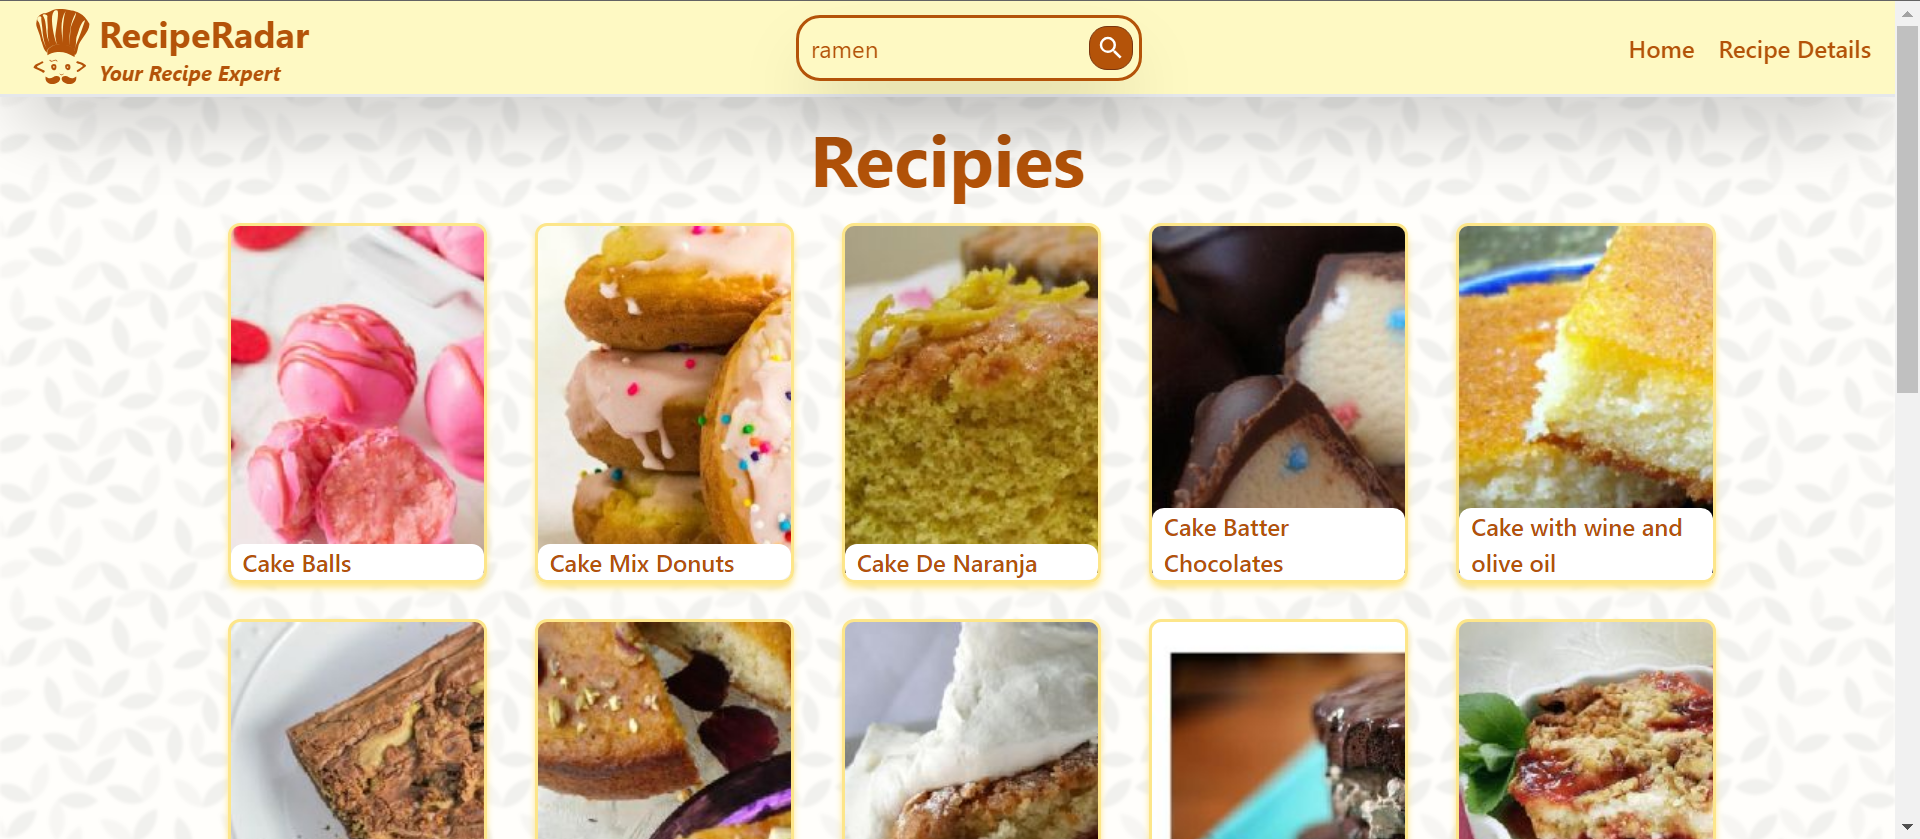 RecipeRadar
Your Recipe Expert
ramen
Home
Recipe Details
Recipies
Cake Balls
Cake Mix Donuts
Cake De Naranja
Cake Batter
Chocolates
Cake with wine and
olive oil